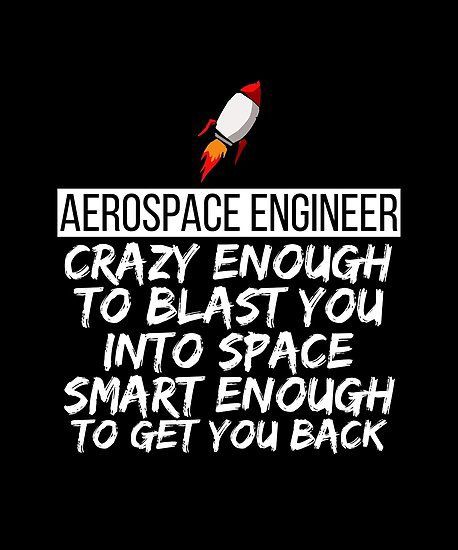 AEROSPACE ENGINEER
CRAZY ENOUGH
TO BLAST YOU
INTO SPACE
SMART ENOUGH
TO GET YOU BACK